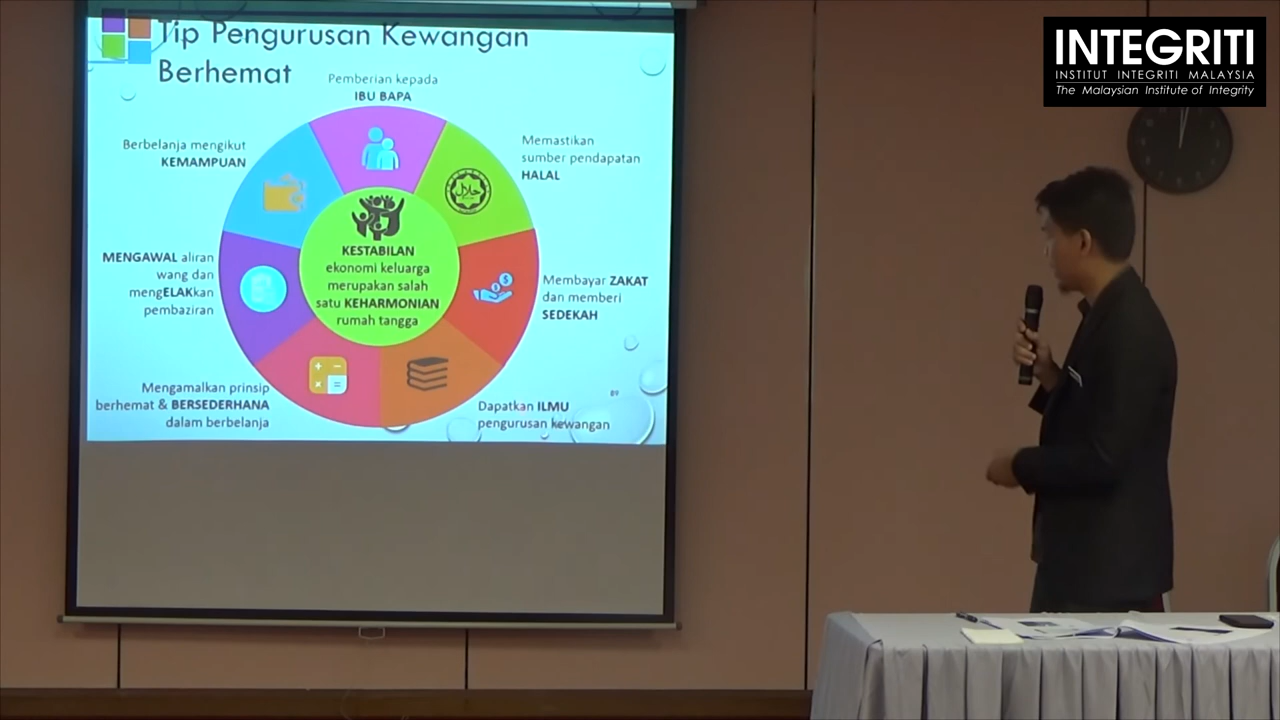 Tip Pengurusan Kewangan
Berhemat
Pemberian kepada
IBU BAPA
Memastikan
sumber pendapatan
HALAL
Membayar ZAKAT
dan memberi
SEDEKAH
Dapatkan ILMU
pengurusan kewangan
Mengamalkan prinsip
berhemat & BERSEDERHANA
dalam berbelanja
MENGAWAL aliran
wang dan
mengELAKkan
pembaziran
Berbelanja mengikut
KEMAMPUAN
KESTABILAN
ekonomi keluarga
merupakan salah
satu KEHARMONIAN
rumah tangga
حلال
89
INTEGRITI
INSTITUT INTEGRITI MALAYSIA
The Malaysian Institute of Integrity